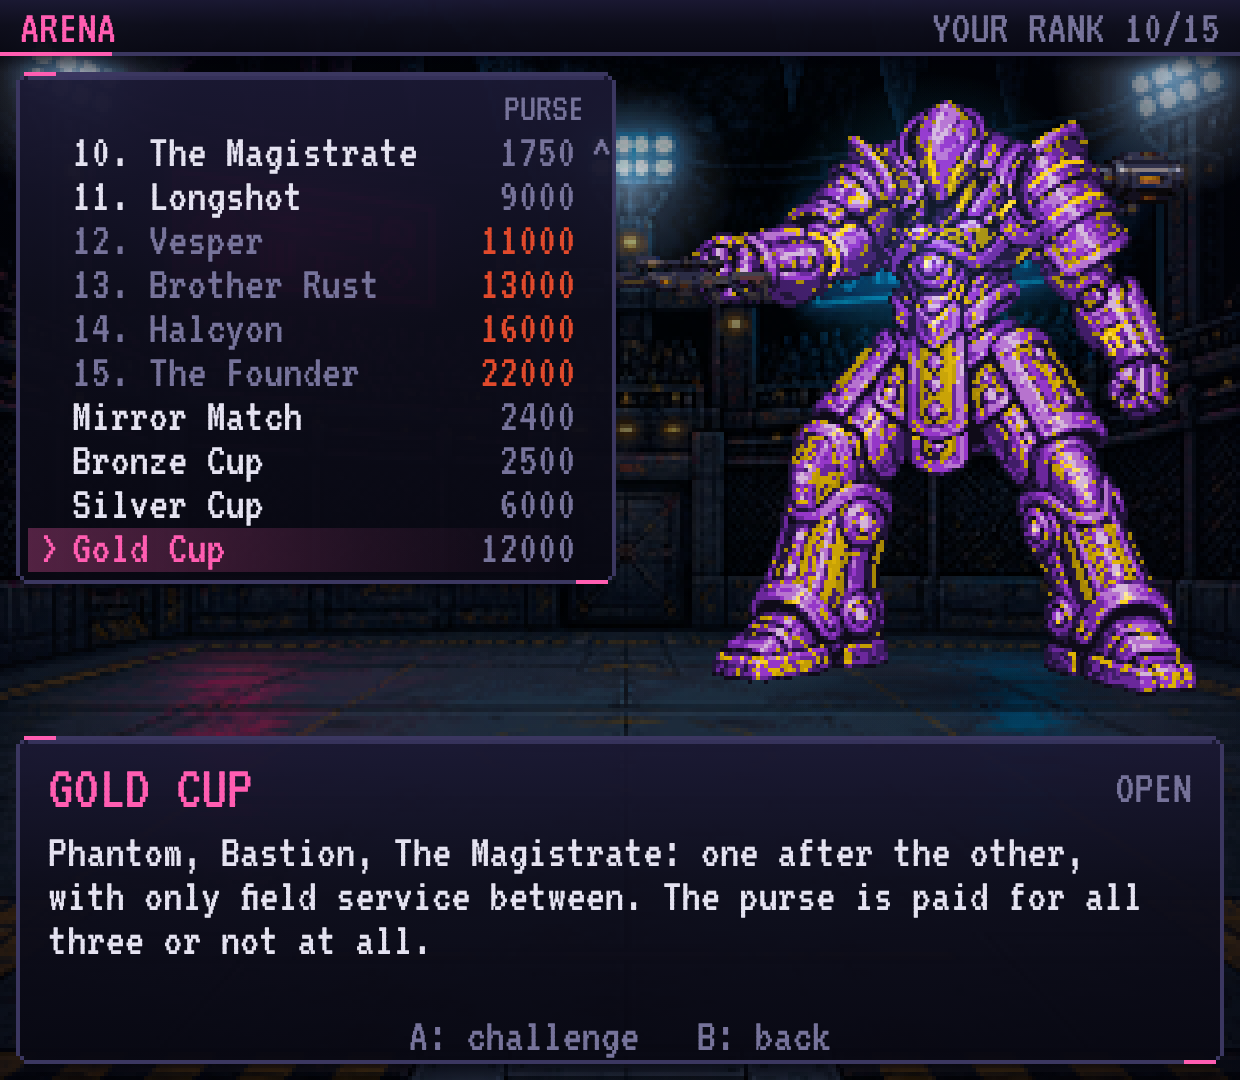 ARENA
YOUR RANK 10/15
PURSE
10. The Magistrate 1750 ^
11. Longshot 9000
12. Vesper 11000
13. Brother Rust 13000
14. Halcyon 16000
15. The Founder 22000
Mirror Match 2400
Bronze Cup 2500
Silver Cup 6000
> Gold Cup 12000
GOLD CUP
OPEN
Phantom, Bastion, The Magistrate: one after the other,
with only field service between. The purse is paid for all
three or not at all.
A: challenge B: back